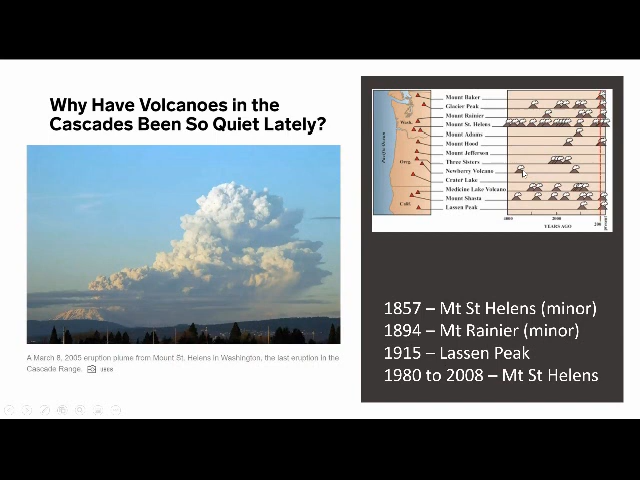 Why Have Volcanoes in the
Cascades Been So Quiet Lately?
A March 8, 2005 eruption plume from Mount St. Helens in Washington, the last eruption in the
Cascade Range. USGS
Mount Baker
Glacier Peak
Mount Rainier
Mount St. Helens
Mount Adams
Mount Hood
Mount Jefferson
Three Sisters
Newberry Volcano
Crater Lake
Medicine Lake Volcano
Mount Shasta
Lassen Peak
Pacific Ocean
Wash.
Oreg.
Calif.
4000
2000
200
YEARS AGO
1857 – Mt St Helens (minor)
1894 – Mt Rainier (minor)
1915 – Lassen Peak
1980 to 2008 – Mt St Helens